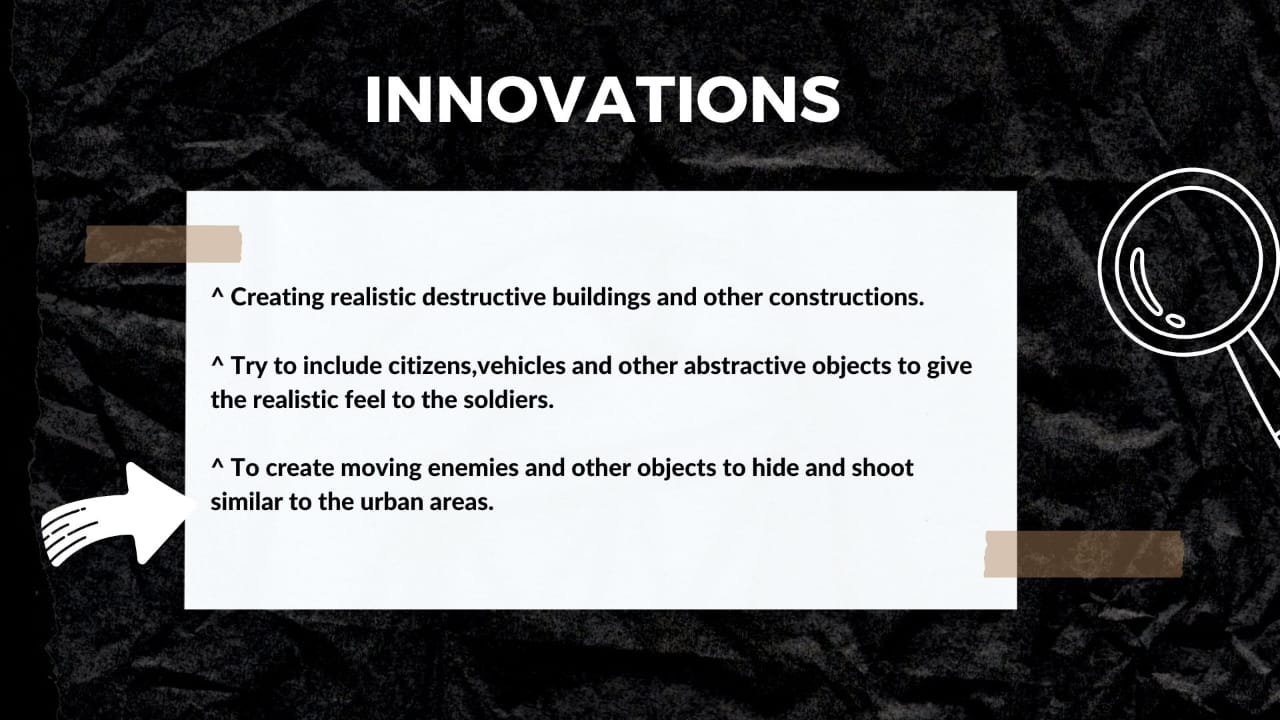 INNOVATIONS
^ Creating realistic destructive buildings and other constructions.
^ Try to include citizens,vehicles and other abstractive objects to give
the realistic feel to the soldiers.
^ To create moving enemies and other objects to hide and shoot
similar to the urban areas.